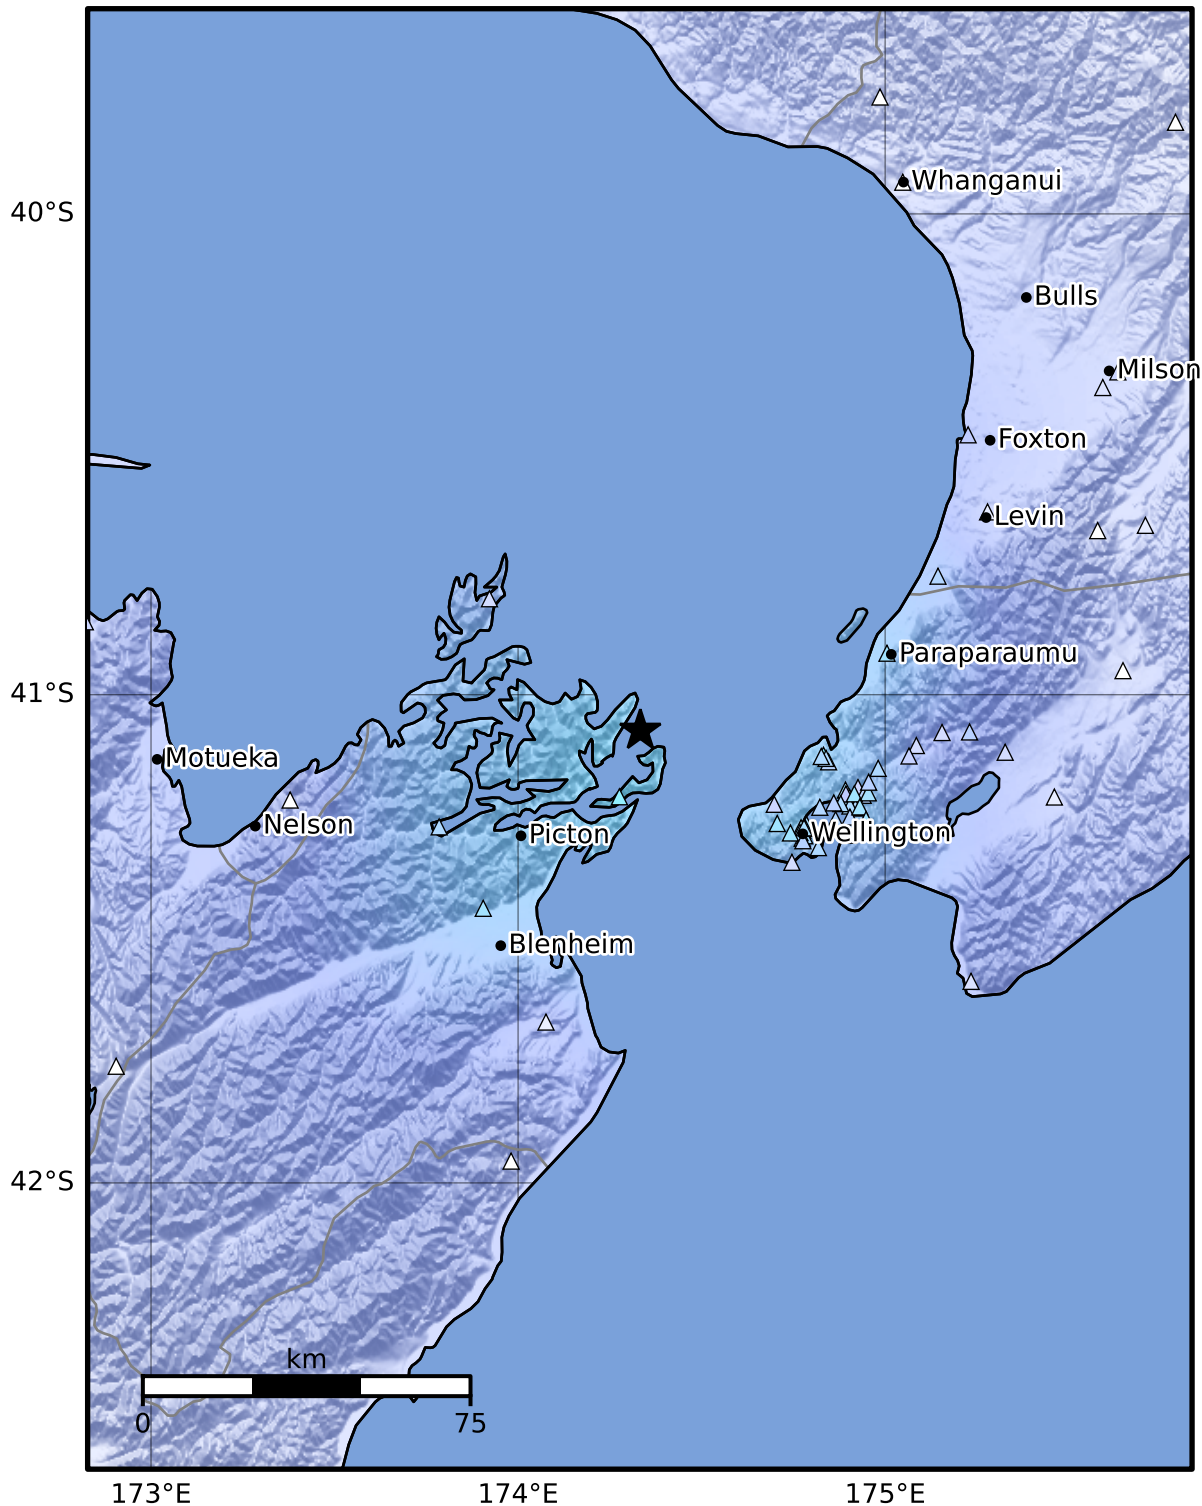 Whanganui
40°S
Bulls
Milson
Foxton
Levin
Paraparaumu
41°S
Motueka
Nelson
Picton
Wellington
Blenheim
42°S
km
0
75
173°E
174°E
175°E